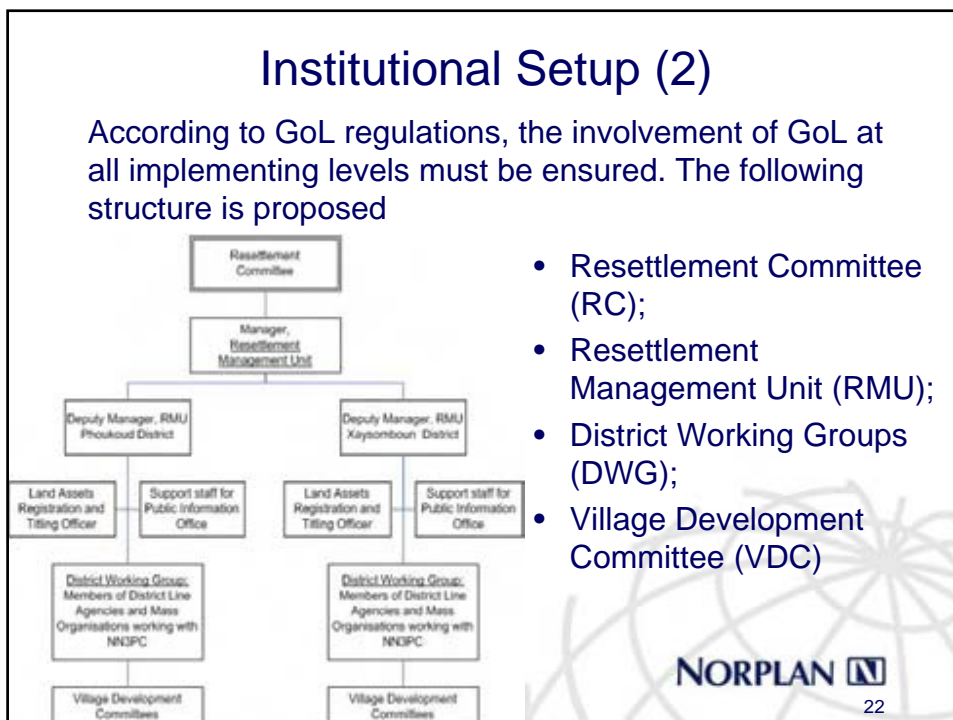 Institutional Setup (2)
According to GoL regulations, the involvement of GoL at
all implementing levels must be ensured. The following
structure is proposed
Resettlement
Committee
Manager,
Resettlement
Management Unit
Deputy Manager, RMU
Phoukoud District
Deputy Manager, RMU
Xaysomboun District
Land Assets
Registration and
Titling Officer
Support staff for
Public Information
Office
Land Assets
Registration and
Titling Officer
Support staff for
Public Information
Office
District Working Group:
Members of District Line
Agencies and Mass
Organisations working with
NN3PC
District Working Group:
Members of District Line
Agencies and Mass
Organisations working with
NN3PC
Village Development
Committees
Village Development
Committees
• Resettlement Committee
(RC);
• Resettlement
Management Unit (RMU);
• District Working Groups
(DWG);
• Village Development
Committee (VDC)
NORPLAN N
22